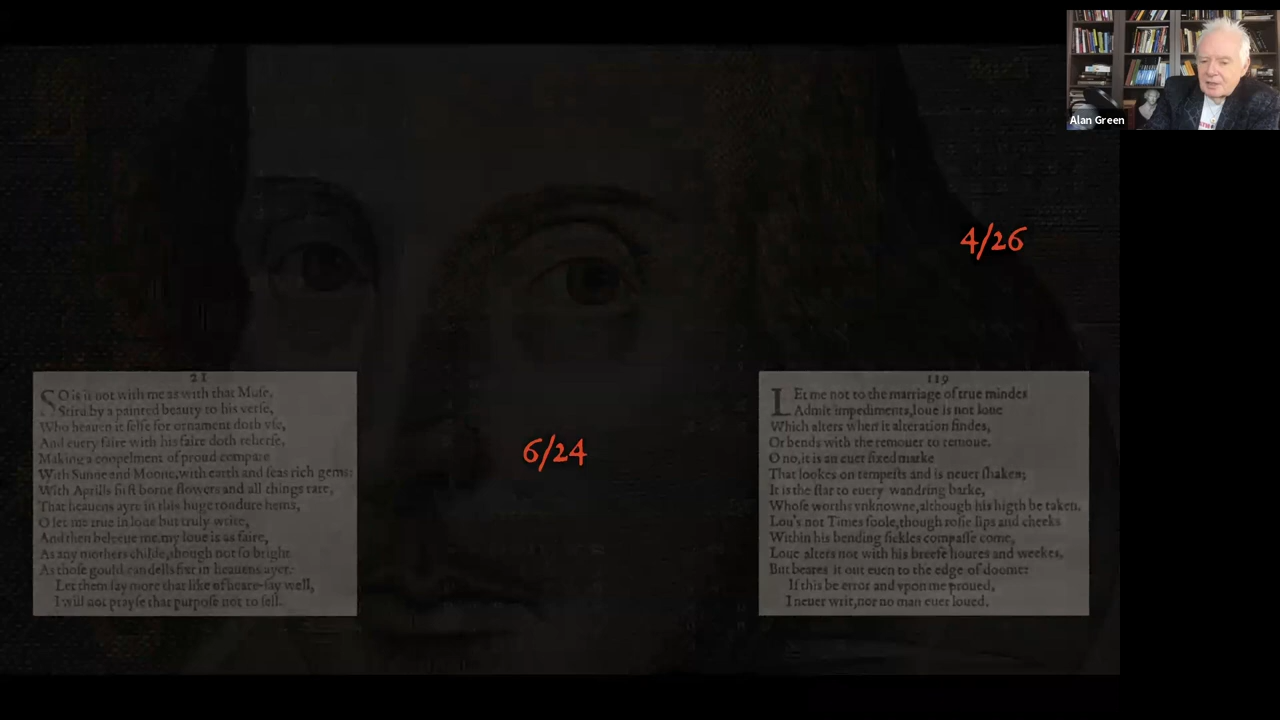 Alan Green
4/26
6/24
21
SO is it not with me as with that Muſe,
Stird by a painted beauty to his verſe,
Who heauen it ſelfe for ornament doth vſe,
And euery faire with his faire doth reherſe,
Making a coopelment of proud compare
With Sunne and Moone, with earth and ſeas rich gems:
With Aprills firſt borne flowers and all things rare,
That heauens ayre in this huge rondure hems,
O let me true in loue but truly write,
And then beleeue me, my loue is as faire,
As any mothers childe, though not ſo bright
As thoſe gould candells fixt in heauens ayer:
Let them ſay more that like of heare-ſay well,
I will not prayſe that purpoſe not to ſell.
119
LEt me not to the marriage of true mindes
Admit impediments, loue is not loue
Which alters when it alteration findes,
Or bends with the remouer to remoue.
O no, it is an euer fixed marke
That lookes on tempeſts and is neuer ſhaken;
It is the ſtar to euery wandring barke,
Whoſe worths vnknowne, although his higth be taken.
Lou's not Times foole, though roſie lips and cheeks
Within his bending ſickles compaſſe come,
Loue alters not with his breefe houres and weekes,
But beares it out euen to the edge of doome:
If this be error and vpon me proued,
I neuer writ, nor no man euer loued.